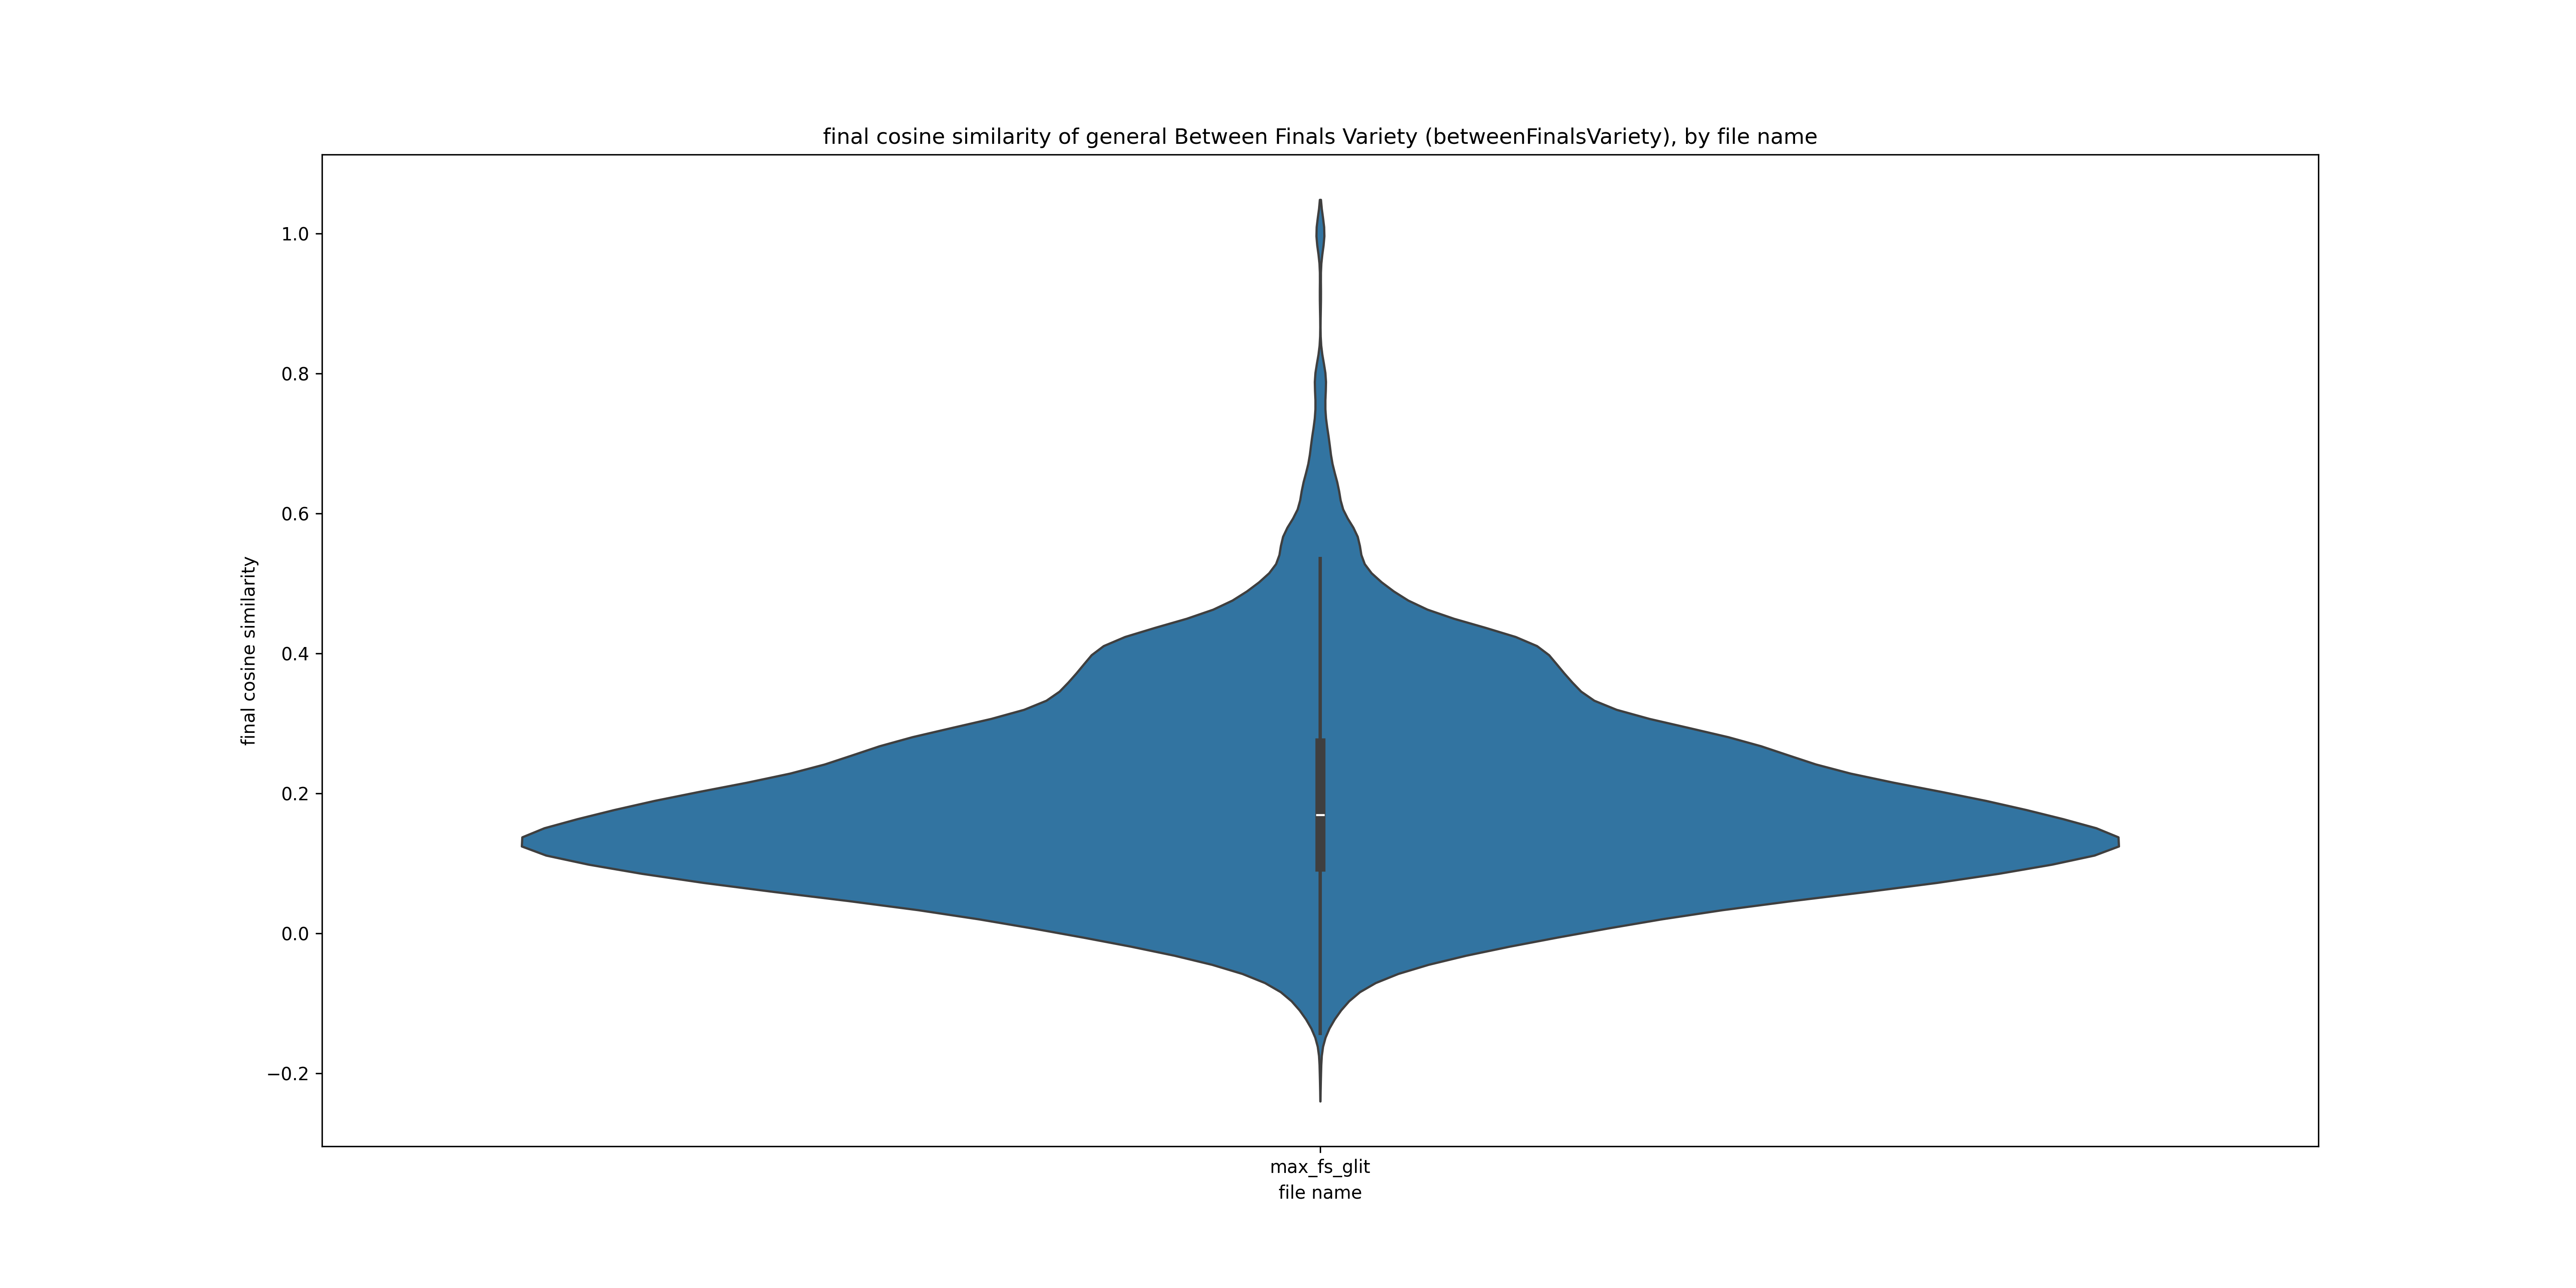 final cosine similarity of general Between Finals Variety (betweenFinalsVariety), by file name
1.0
0.8
0.6
0.4
0.2
0.0
−0.2
final cosine similarity
max_fs_glit
file name